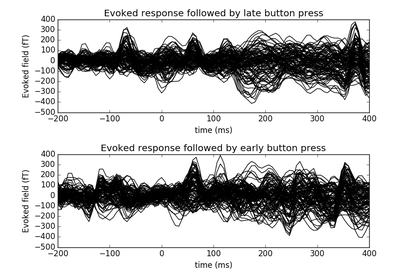 Evoked response followed by late button press
400
300
200
100
0
−100
−200
−300
−400
−500
Evoked field (fT)
−200 −100 0 100 200 300 400
time (ms)
Evoked response followed by early button press
400
300
200
100
0
−100
−200
−300
−400
−500
Evoked field (fT)
−200 −100 0 100 200 300 400
time (ms)